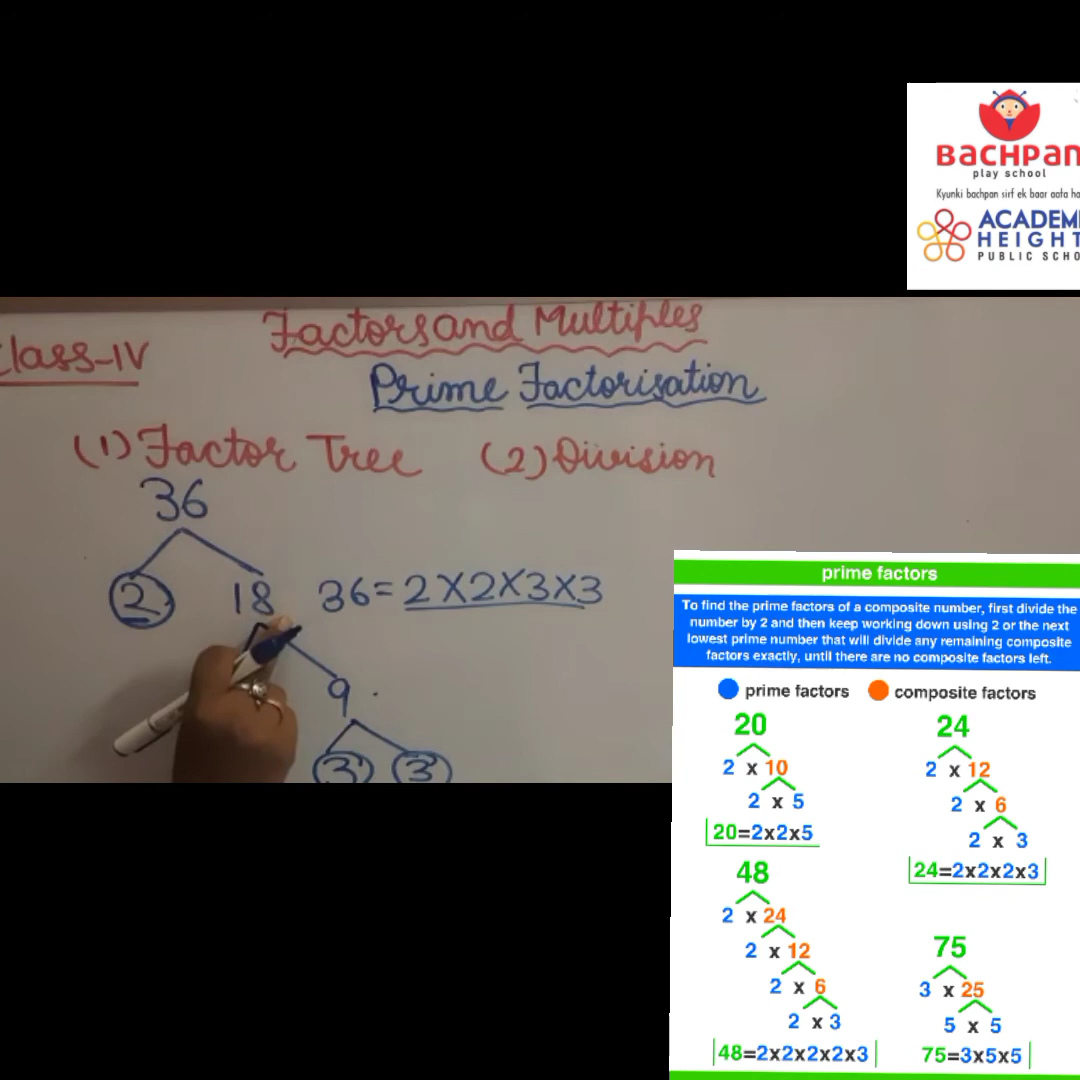 BACHPAN
play school
Kyunki bachpan sirf ek baar aata ha
ACADEMI
HEIGHT
PUBLIC SCHO
Class-IV
Factors and Multiples
Prime Factorisation
(1) Factor Tree (2) Division
36
2 18 36=2X2X3X3
9
3 3
prime factors
To find the prime factors of a composite number, first divide the
number by 2 and then keep working down using 2 or the next
lowest prime number that will divide any remaining composite
factors exactly, until there are no composite factors left.
prime factors composite factors
20
2 x 10
2 x 5
20=2x2x5
24
2 x 12
2 x 6
2 x 3
24=2x2x2x3
48
2 x 24
2 x 12
2 x 6
2 x 3
48=2x2x2x2x3
75
3 x 25
5 x 5
75=3x5x5